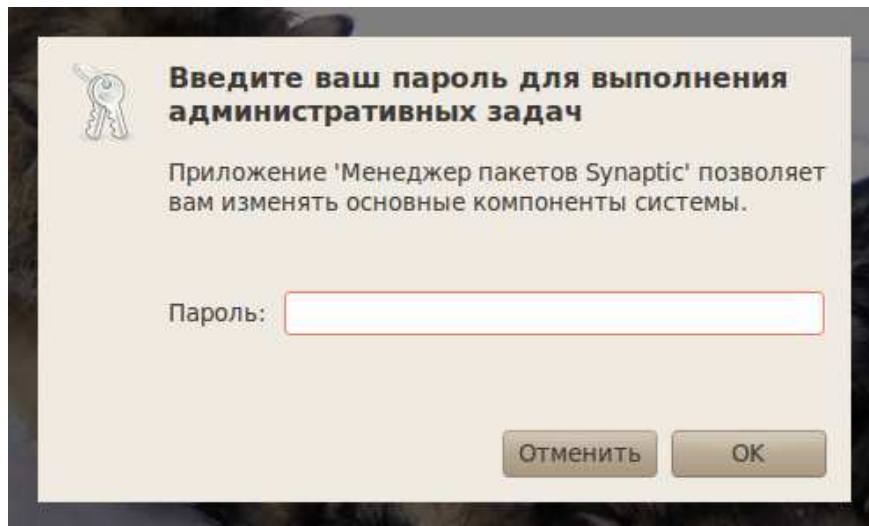 Введите ваш пароль для выполнения
административных задач
Приложение 'Менеджер пакетов Synaptic' позволяет
вам изменять основные компоненты системы.
Пароль:
Отменить OK